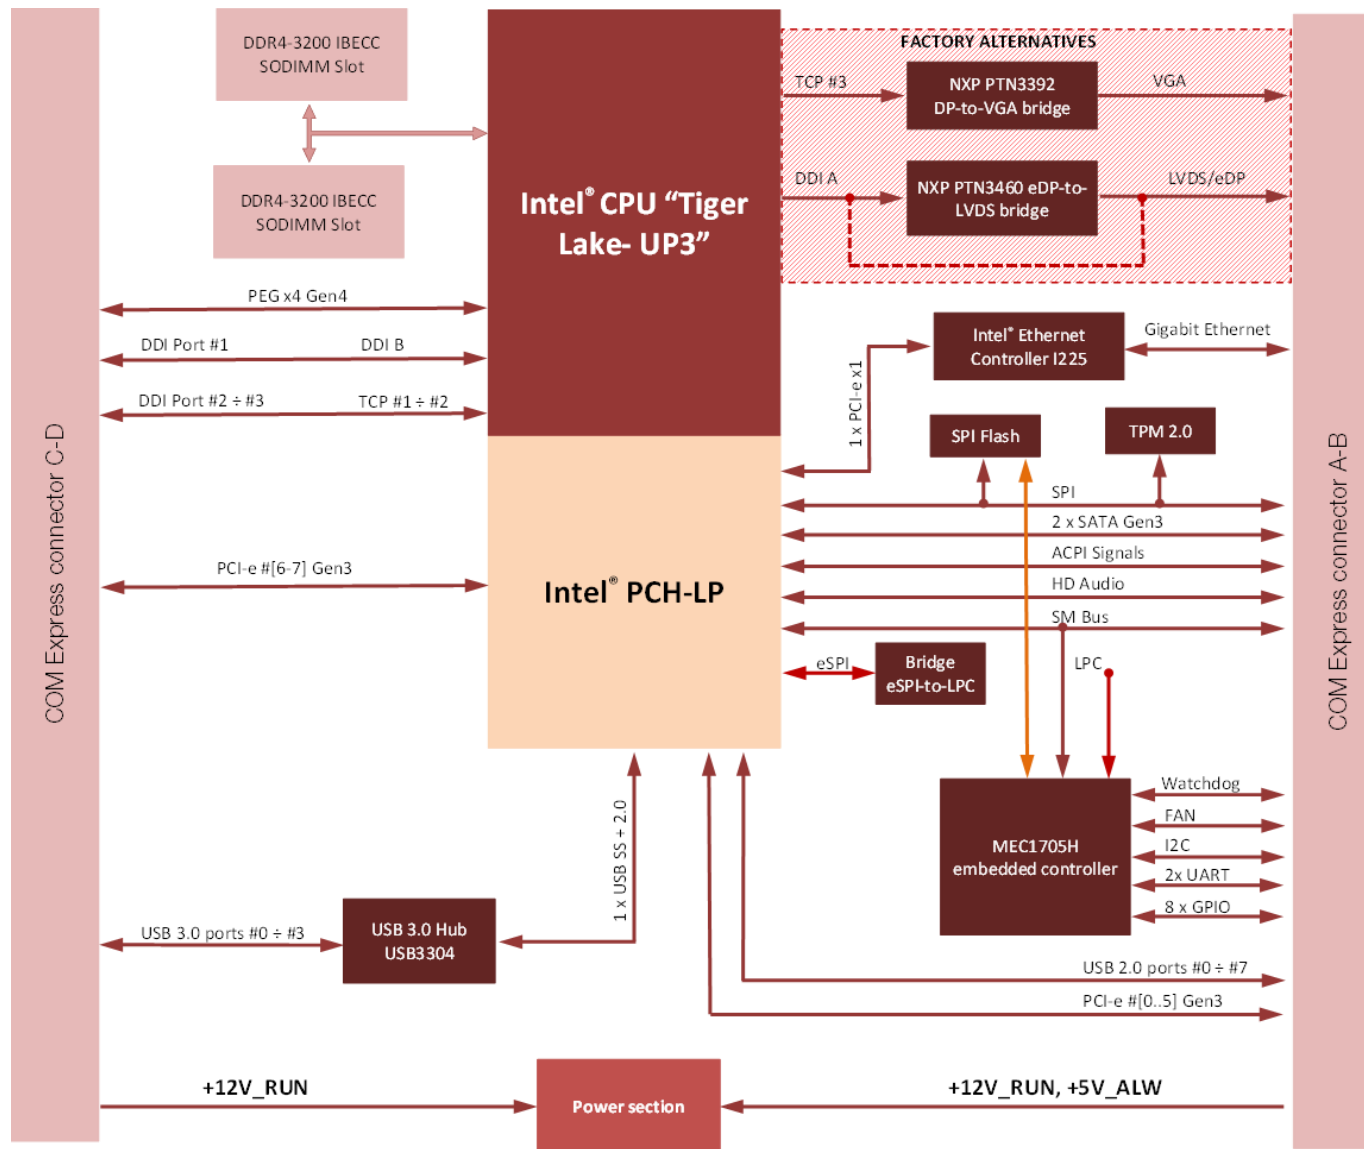 COM Express connector C-D
DDR4-3200 IBECC
SODIMM Slot
DDR4-3200 IBECC
SODIMM Slot
Intel® CPU “Tiger
Lake- UP3”
FACTORY ALTERNATIVES
TCP #3
NXP PTN3392
DP-to-VGA bridge
VGA
DDI A
NXP PTN3460 eDP-to-
LVDS bridge
LVDS/eDP
PEG x4 Gen4
DDI Port #1
DDI B
DDI Port #2 ÷ #3
TCP #1 ÷ #2
1 x PCI-e x1
Intel® Ethernet
Controller I225
Gigabit Ethernet
SPI Flash
TPM 2.0
SPI
2 x SATA Gen3
ACPI Signals
HD Audio
SM Bus
PCI-e #[6-7] Gen3
Intel® PCH-LP
eSPI
Bridge
eSPI-to-LPC
LPC
MEC1705H
embedded controller
Watchdog
FAN
I2C
2x UART
8 x GPIO
1 x USB SS + 2.0
USB 3.0 ports #0 ÷ #3
USB 3.0 Hub
USB3304
USB 2.0 ports #0 ÷ #7
PCI-e #[0..5] Gen3
+12V_RUN
Power section
+12V_RUN, +5V_ALW
COM Express connector A-B